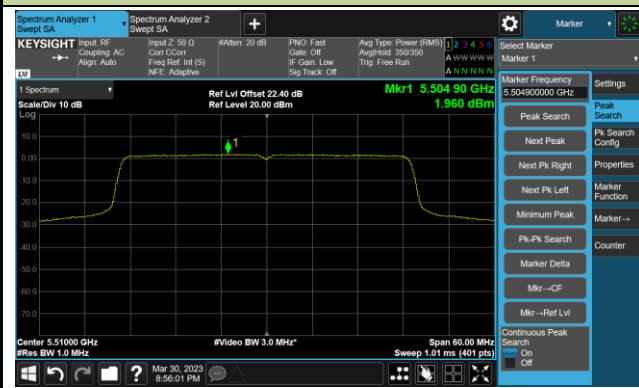 Spectrum Analyzer 1
Swept SA
Spectrum Analyzer 2
Swept SA
+
Marker
KEYSIGHT
Input: RF
Coupling: AC
Align: Auto
Input Z: 50 Ω
Corr CCorr
Freq Ref: Int (S)
NFE: Adaptive
#Atten: 20 dB
PNO: Fast
Gate: Off
IF Gain: Low
Sig Track: Off
Avg Type: Power (RMS)
Avg|Hold: 350/350
Trig: Free Run
1 2 3 4 5 6
A W W W W W
A N N N N N
LXI
Select Marker
Marker 1
1 Spectrum
Scale/Div 10 dB
Log
Ref Lvl Offset 22.40 dB
Ref Level 20.00 dBm
Mkr1 5.504 90 GHz
1.960 dBm
10.0
0.00
-10.0
-20.0
-30.0
-40.0
-50.0
-60.0
-70.0
1
Center 5.51000 GHz
#Res BW 1.0 MHz
#Video BW 3.0 MHz*
Span 60.00 MHz
Sweep 1.01 ms (401 pts)
Marker Frequency
5.504900000 GHz
Peak Search
Next Peak
Next Pk Right
Next Pk Left
Minimum Peak
Pk-Pk Search
Marker Delta
Mkr→CF
Mkr→Ref Lvl
Continuous Peak
Search
On
Off
Settings
Peak
Search
Pk Search
Config
Properties
Marker
Function
Marker→
Counter
?
Mar 30, 2023
8:56:01 PM